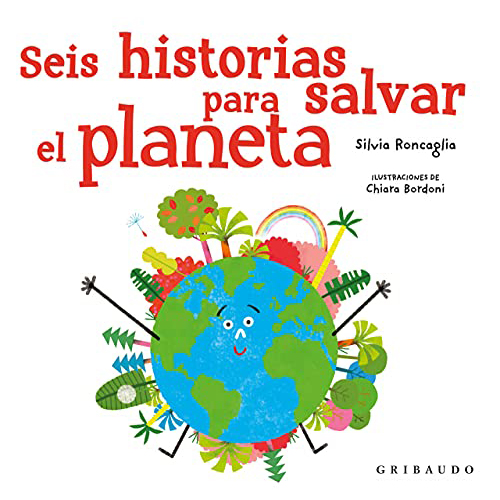 Seis historias
para salvar
el planeta
Silvia Roncaglia
ILUSTRACIONES DE
Chiara Bordoni
GRIBAUDO